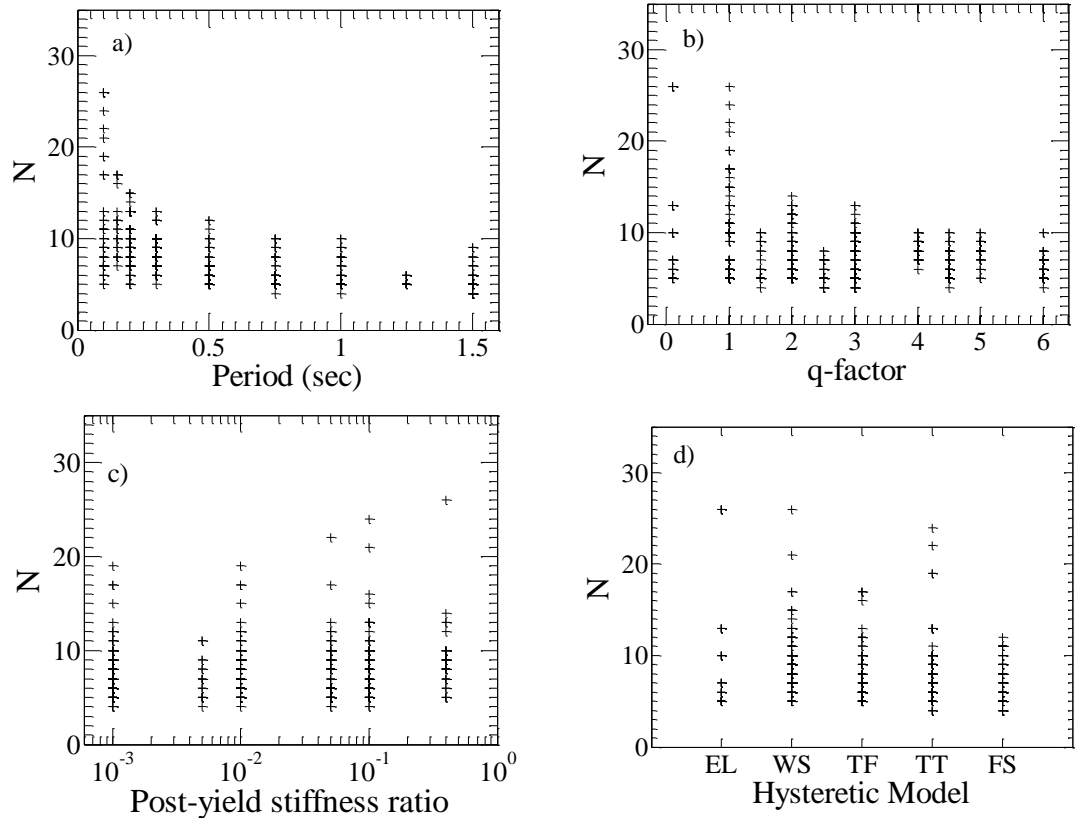 a)
30
20
10
0
N
0 0.5 1 1.5
Period (sec)
b)
30
20
10
0
N
0 1 2 3 4 5 6
q-factor
c)
30
20
10
0
N
10^-3 10^-2 10^-1 10^0
Post-yield stiffness ratio
d)
30
20
10
0
N
EL WS TF TT FS
Hysteretic Model